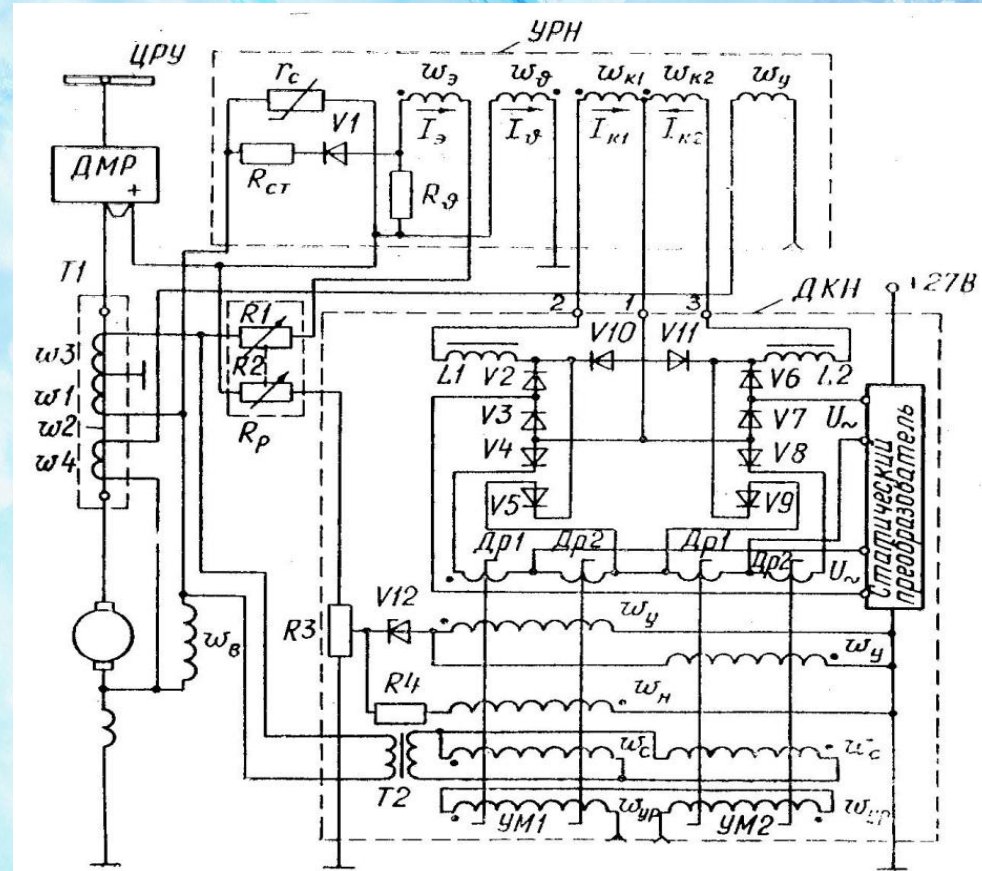 УРН
ЦРУ
rс
V1
Rст
Rϑ
wэ
Iэ
wϑ
Iϑ
wк1
Iк1
wк2
Iк2
wу
ДМР
+
T1
w3
w1
w2
w4
R1
R2
Rр
2
1
3
ДКН
+27В
V10
V11
L1
V2
V3
V4
V5
V6
L2
V7
V8
V9
U~
U~
Статический
преобразователь
Др1
Др2
Др1
Др2
R3
V12
wу
wу
R4
wн
wв
T2
wс
wс
wур
wур
УМ1
УМ2